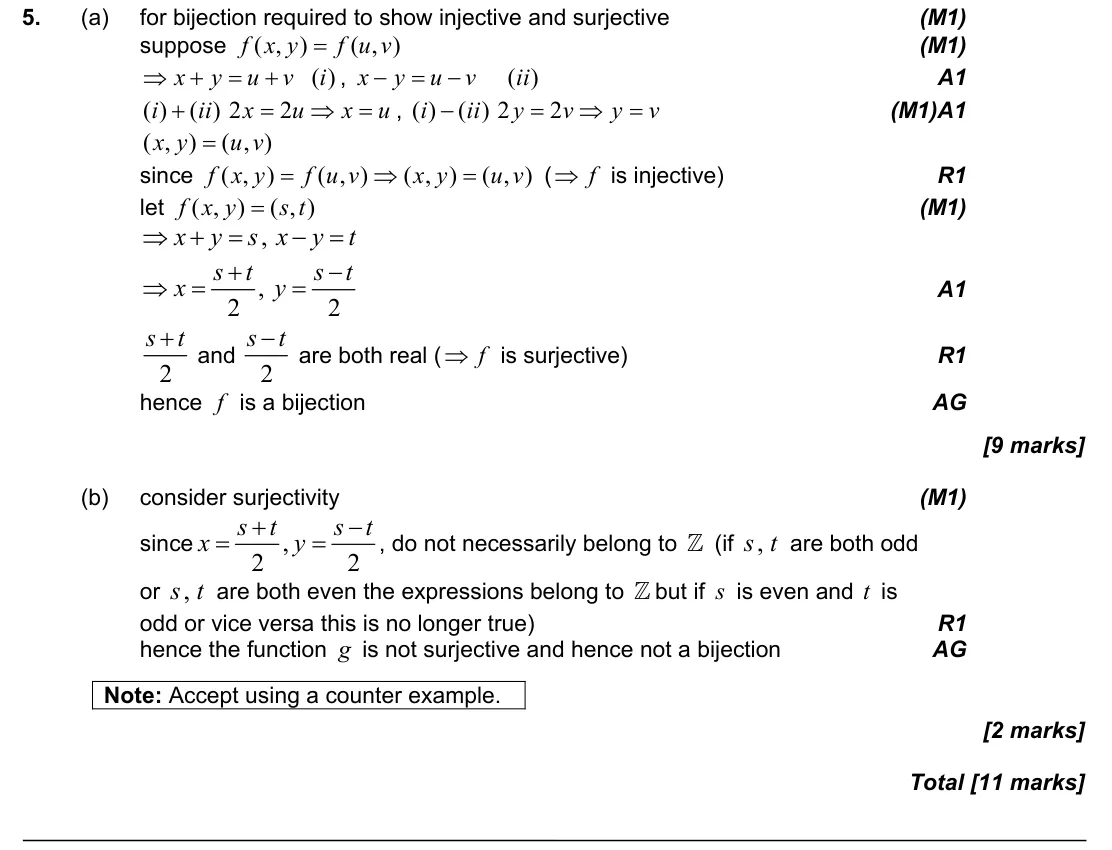 5. (a) for bijection required to show injective and surjective (M1)
suppose f(x, y) = f(u, v) (M1)
⇒ x + y = u + v (i), x − y = u − v (ii) A1
(i) + (ii) 2x = 2u ⇒ x = u, (i) − (ii) 2y = 2v ⇒ y = v (M1)A1
(x, y) = (u, v)
since f(x, y) = f(u, v) ⇒ (x, y) = (u, v) (⇒ f is injective) R1
let f(x, y) = (s, t) (M1)
⇒ x + y = s, x − y = t
⇒ x = (s + t)/2, y = (s − t)/2 A1
(s + t)/2 and (s − t)/2 are both real (⇒ f is surjective) R1
hence f is a bijection AG
[9 marks]
(b) consider surjectivity (M1)
since x = (s + t)/2, y = (s − t)/2, do not necessarily belong to ℤ (if s, t are both odd
or s, t are both even the expressions belong to ℤ but if s is even and t is
odd or vice versa this is no longer true) R1
hence the function g is not surjective and hence not a bijection AG
Note: Accept using a counter example.
[2 marks]
Total [11 marks]